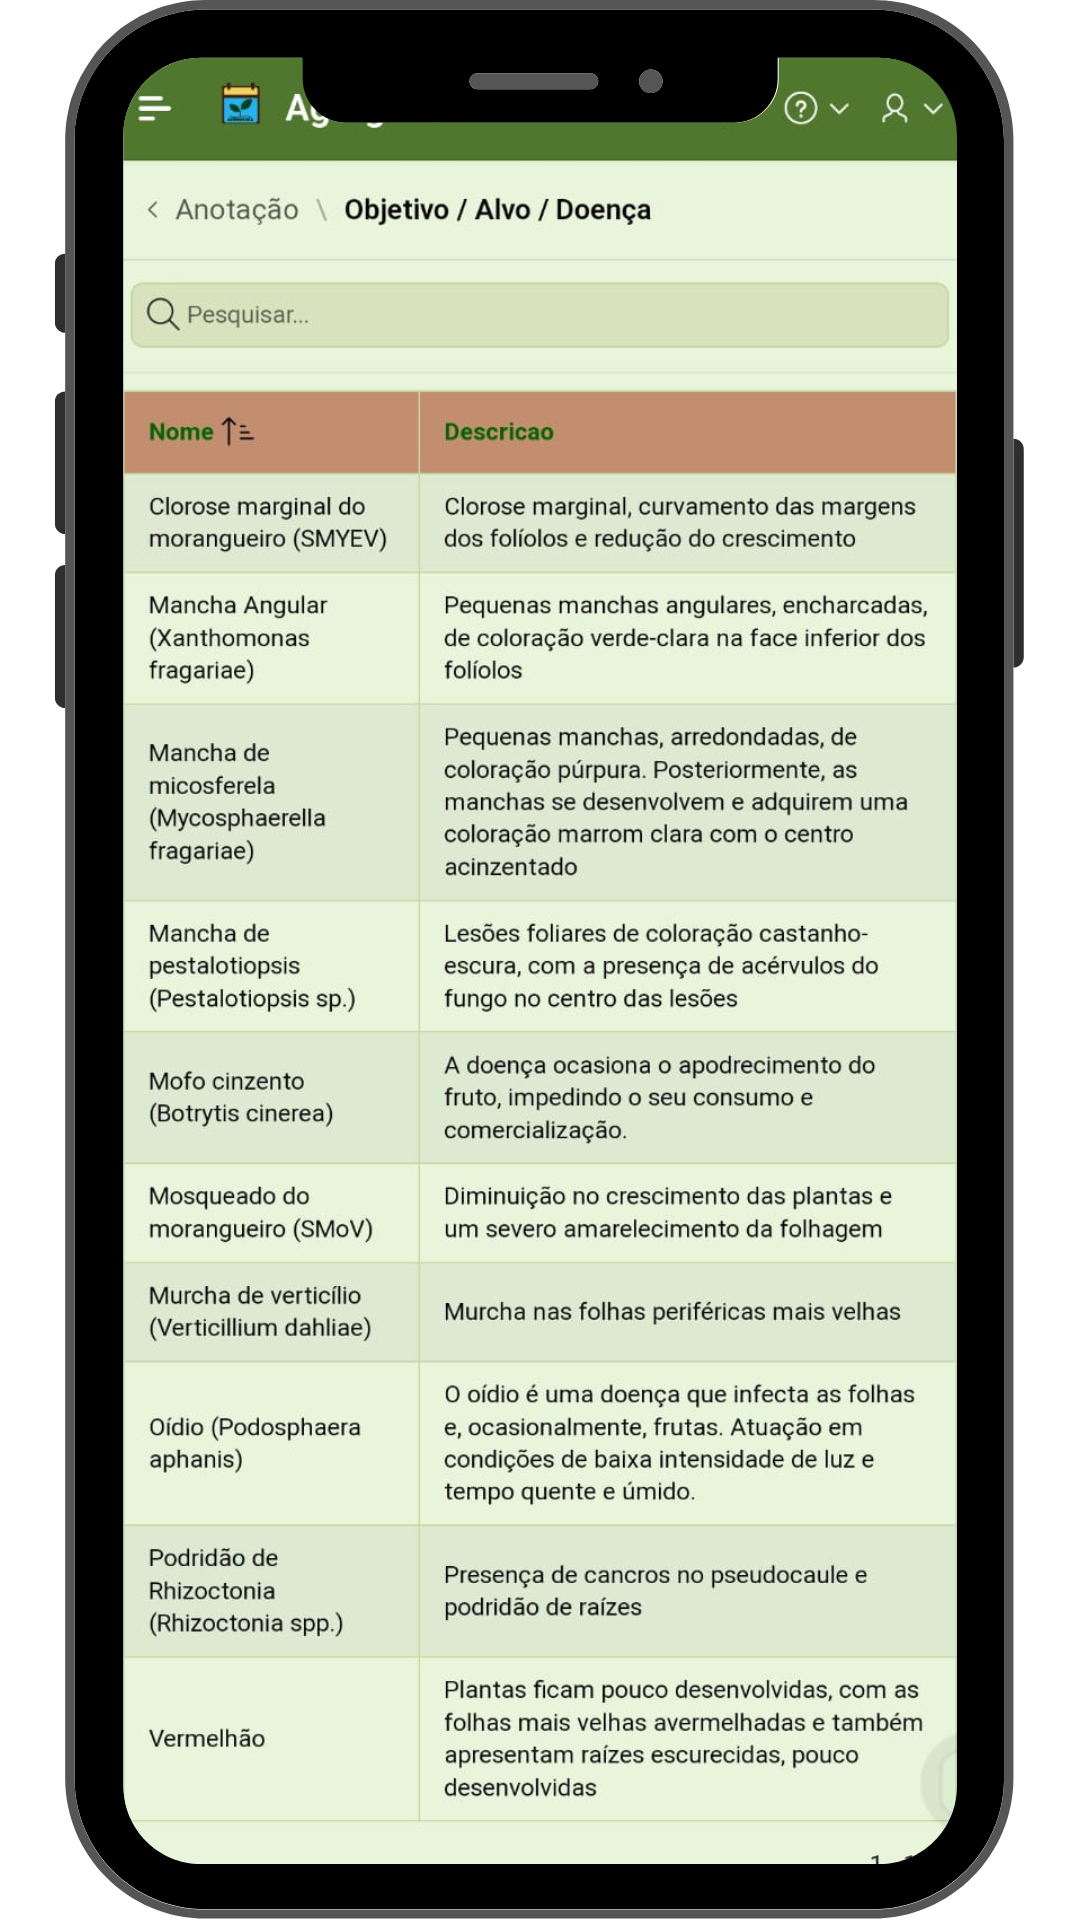 Anotação \ Objetivo / Alvo / Doença
Pesquisar...
Nome
Descricao
Clorose marginal do
morangueiro (SMYEV)
Clorose marginal, curvamento das margens
dos folíolos e redução do crescimento
Mancha Angular
(Xanthomonas
fragariae)
Pequenas manchas angulares, encharcadas,
de coloração verde-clara na face inferior dos
folíolos
Mancha de
micosferela
(Mycosphaerella
fragariae)
Pequenas manchas, arredondadas, de
coloração púrpura. Posteriormente, as
manchas se desenvolvem e adquirem uma
coloração marrom clara com o centro
acinzentado
Mancha de
pestalotiopsis
(Pestalotiopsis sp.)
Lesões foliares de coloração castanho-
escura, com a presença de acérvulos do
fungo no centro das lesões
Mofo cinzento
(Botrytis cinerea)
A doença ocasiona o apodrecimento do
fruto, impedindo o seu consumo e
comercialização.
Mosqueado do
morangueiro (SMoV)
Diminuição no crescimento das plantas e
um severo amarelecimento da folhagem
Murcha de verticílio
(Verticillium dahliae)
Murcha nas folhas periféricas mais velhas
Oídio (Podosphaera
aphanis)
O oídio é uma doença que infecta as folhas
e, ocasionalmente, frutas. Atuação em
condições de baixa intensidade de luz e
tempo quente e úmido.
Podridão de
Rhizoctonia
(Rhizoctonia spp.)
Presença de cancros no pseudocaule e
podridão de raízes
Vermelhão
Plantas ficam pouco desenvolvidas, com as
folhas mais velhas avermelhadas e também
apresentam raízes escurecidas, pouco
desenvolvidas